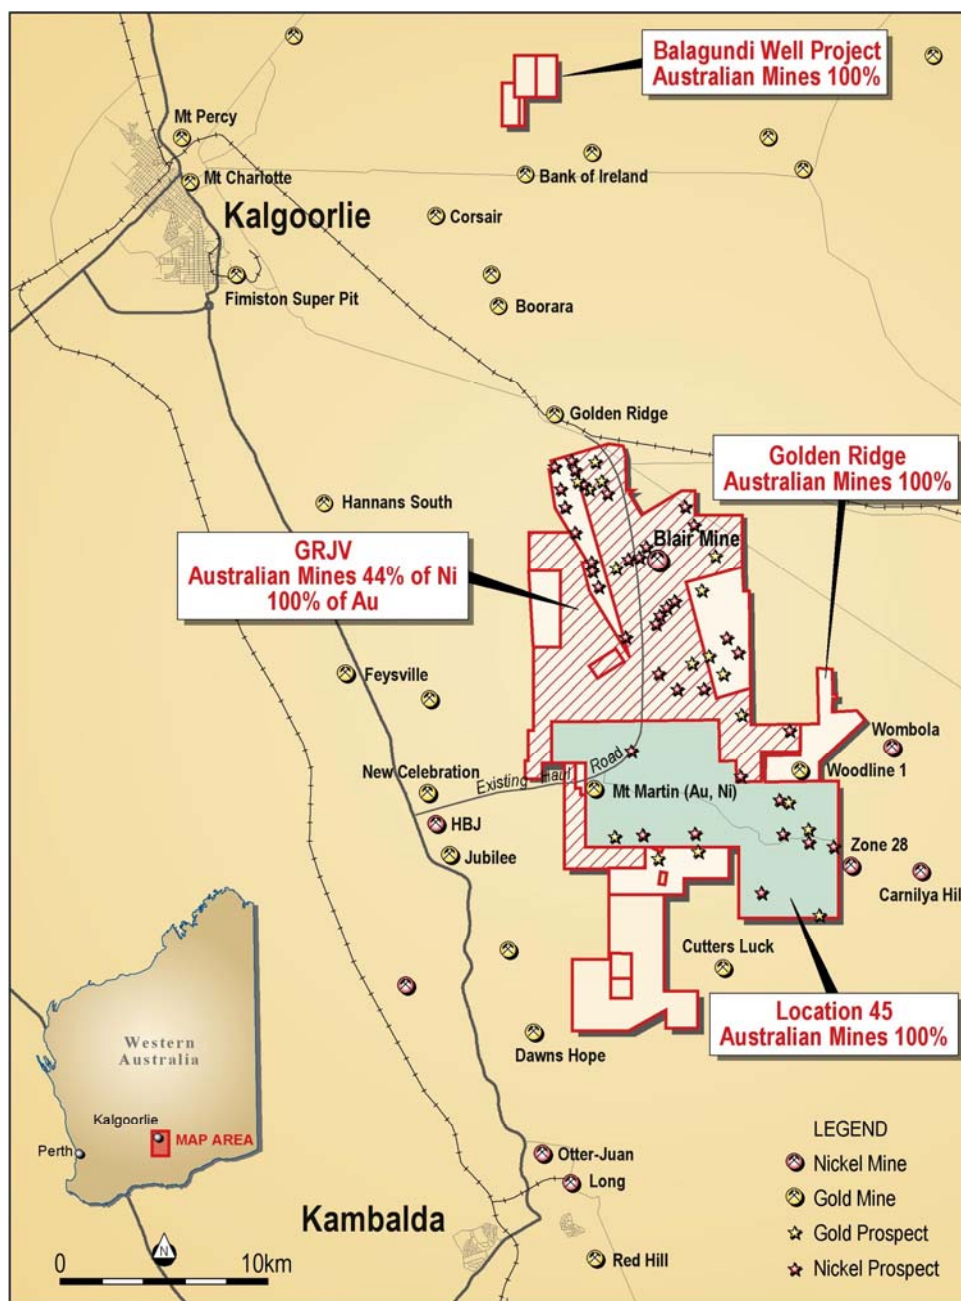 Balagundi Well Project
Australian Mines 100%
Mt Percy
Mt Charlotte
Bank of Ireland
Kalgoorlie
Corsair
Fimiston Super Pit
Boorara
Golden Ridge
Golden Ridge
Australian Mines 100%
Hannans South
GRJV
Australian Mines 44% of Ni
100% of Au
Blair Mine
Feysville
Wombola
New Celebration
Existing Haul Road
Woodline 1
Mt Martin (Au, Ni)
HBJ
Jubilee
Zone 28
Carnilya Hil
Cutters Luck
Location 45
Australian Mines 100%
Dawns Hope
Western
Australia
Kalgoorlie
MAP AREA
Perth
Otter-Juan
Long
Kambalda
Red Hill
LEGEND
Nickel Mine
Gold Mine
Gold Prospect
Nickel Prospect
N
0 10km